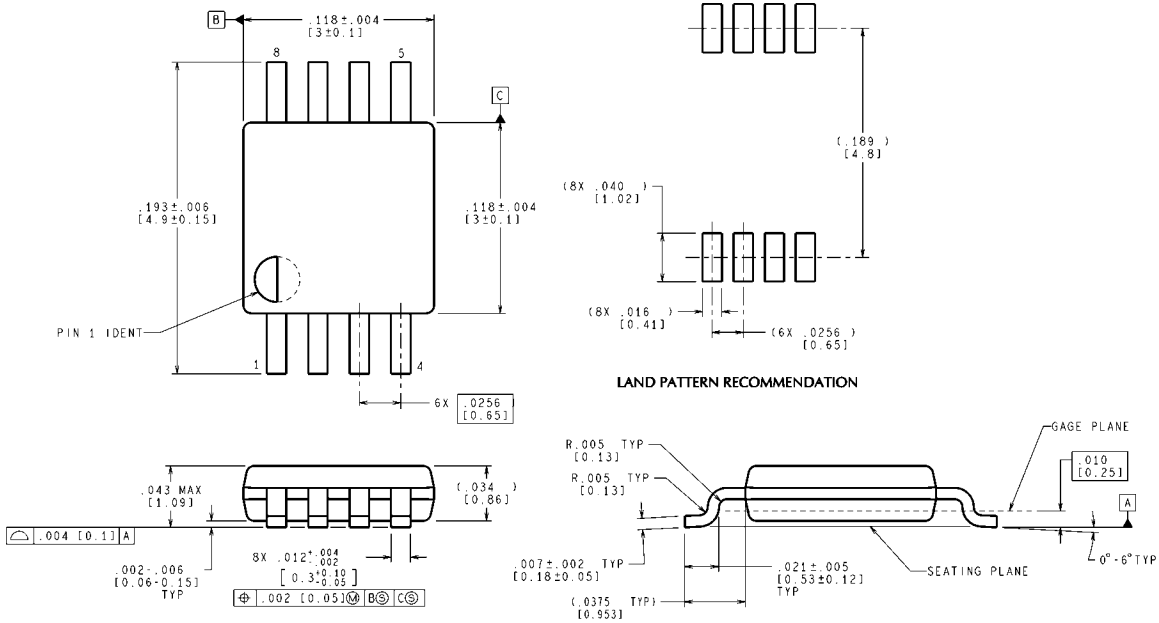 B
.118±.004
[3±0.1]
8
5
C
.193±.006
[4.9±0.15]
.118±.004
[3±0.1]
PIN 1 IDENT
1
4
6X .0256
[0.65]
(.189 )
[4.8]
(8X .040 )
[1.02]
(8X .016 )
[0.41]
(6X .0256 )
[0.65]
LAND PATTERN RECOMMENDATION
.043 MAX
[1.09]
(.034 )
[0.86]
⌓ .004 [0.1] A
.002-.006
[0.06-0.15]
TYP
8X .012 +.004 -.002
[ 0.3 +0.10 -0.05 ]
⌖ .002 [0.05] Ⓜ BⓈ CⓈ
R.005 TYP
[0.13]
R.005 TYP
[0.13]
GAGE PLANE
.010
[0.25]
A
0°-6° TYP
SEATING PLANE
.007±.002 TYP
[0.18±0.05]
.021±.005
[0.53±0.12]
TYP
(.0375 TYP)
[0.953]